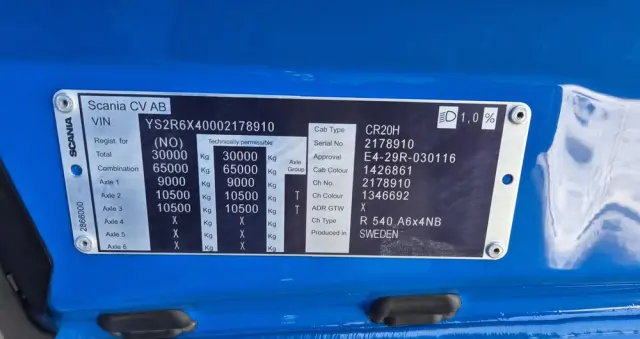 SCANIA
2866000
Scania CV AB
VIN YS2R6X40002178910
1,0 %
Regist. for (NO) Technically permissible
Total 30000 Kg 30000 Kg
Combination 65000 Kg 65000 Kg Axle Group
Axle 1 9000 Kg 9000 Kg
Axle 2 10500 Kg 10500 Kg T
Axle 3 10500 Kg 10500 Kg T
Axle 4 X Kg X Kg
Axle 5 X Kg X Kg
Axle 6 X Kg X Kg
Cab Type CR20H
Serial No. 2178910
Approval E4-29R-030116
Cab Colour 1426861
Ch No. 2178910
Ch Colour 1346692
ADR GTW X
Ch Type R 540 A6x4NB
Produced in SWEDEN